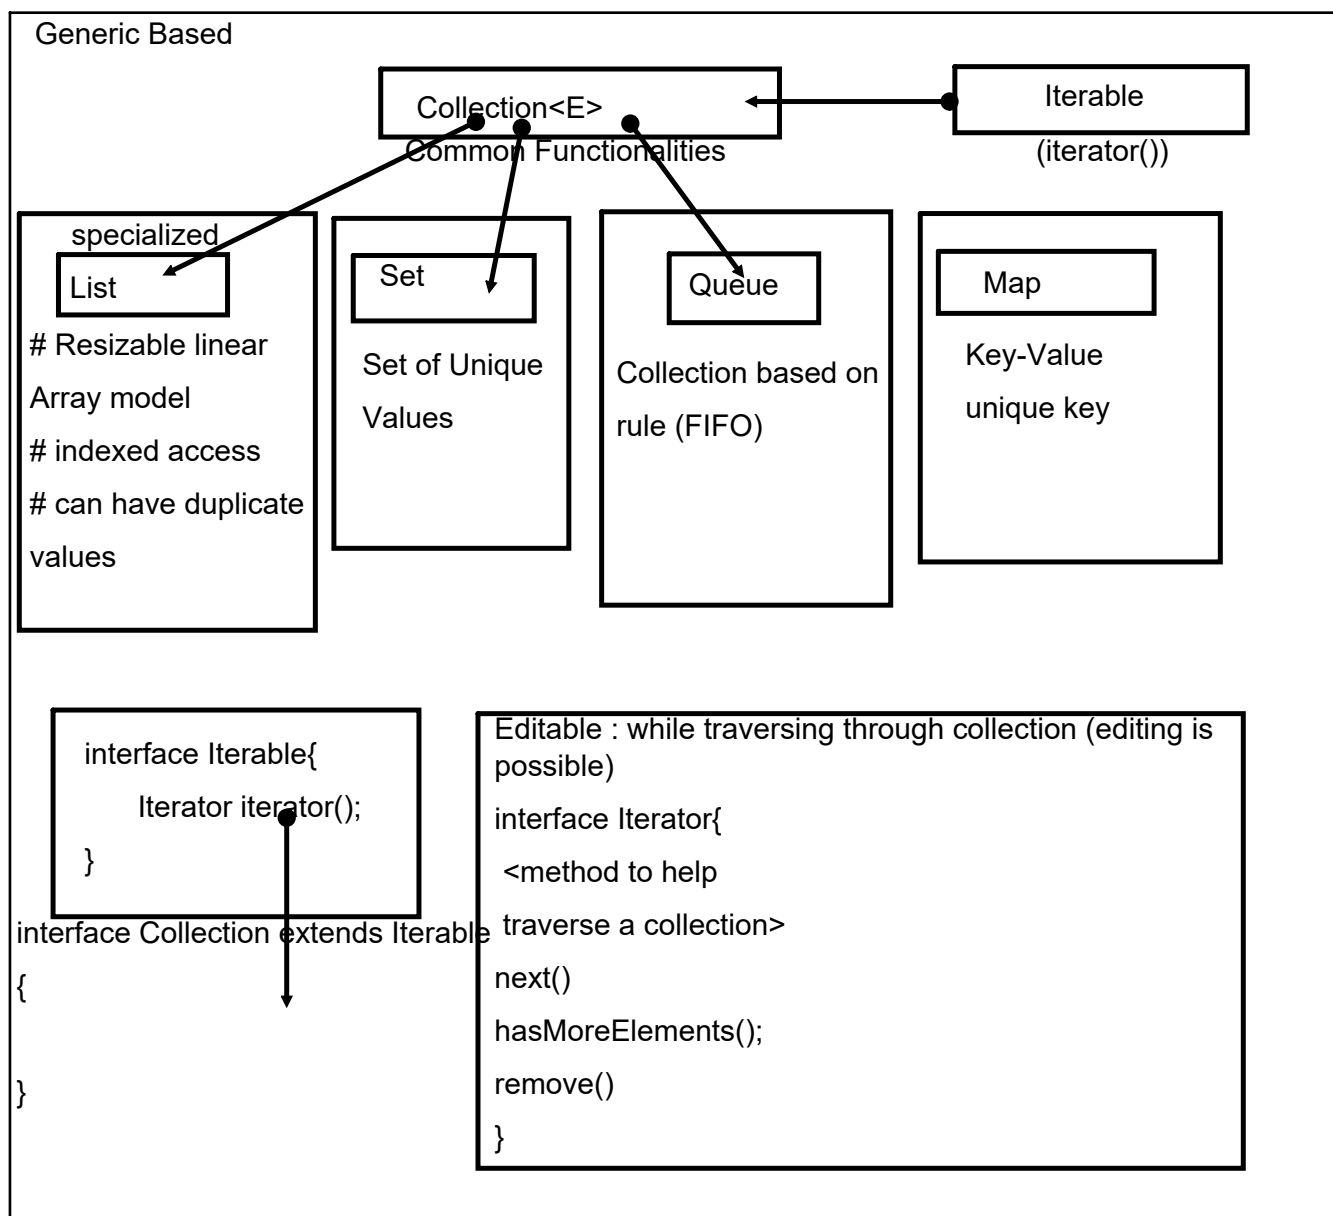 Generic Based
Collection<E>
Common Functionalities
Iterable
(iterator())
specialized
List
# Resizable linear
Array model
# indexed access
# can have duplicate
values
Set
Set of Unique
Values
Queue
Collection based on
rule (FIFO)
Map
Key-Value
unique key
interface Iterable{
Iterator iterator();
}
interface Collection extends Iterable
{
}
Editable : while traversing through collection (editing is
possible)
interface Iterator{
<method to help
traverse a collection>
next()
hasMoreElements();
remove()
}